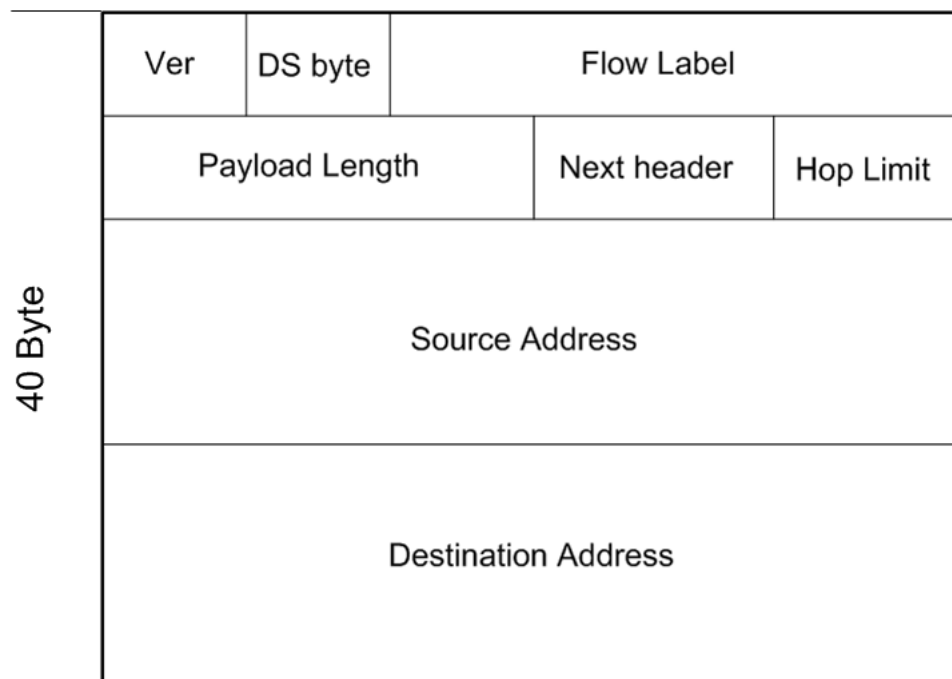 Ver DS byte Flow Label
Payload Length Next header Hop Limit
40 Byte
Source Address
Destination Address